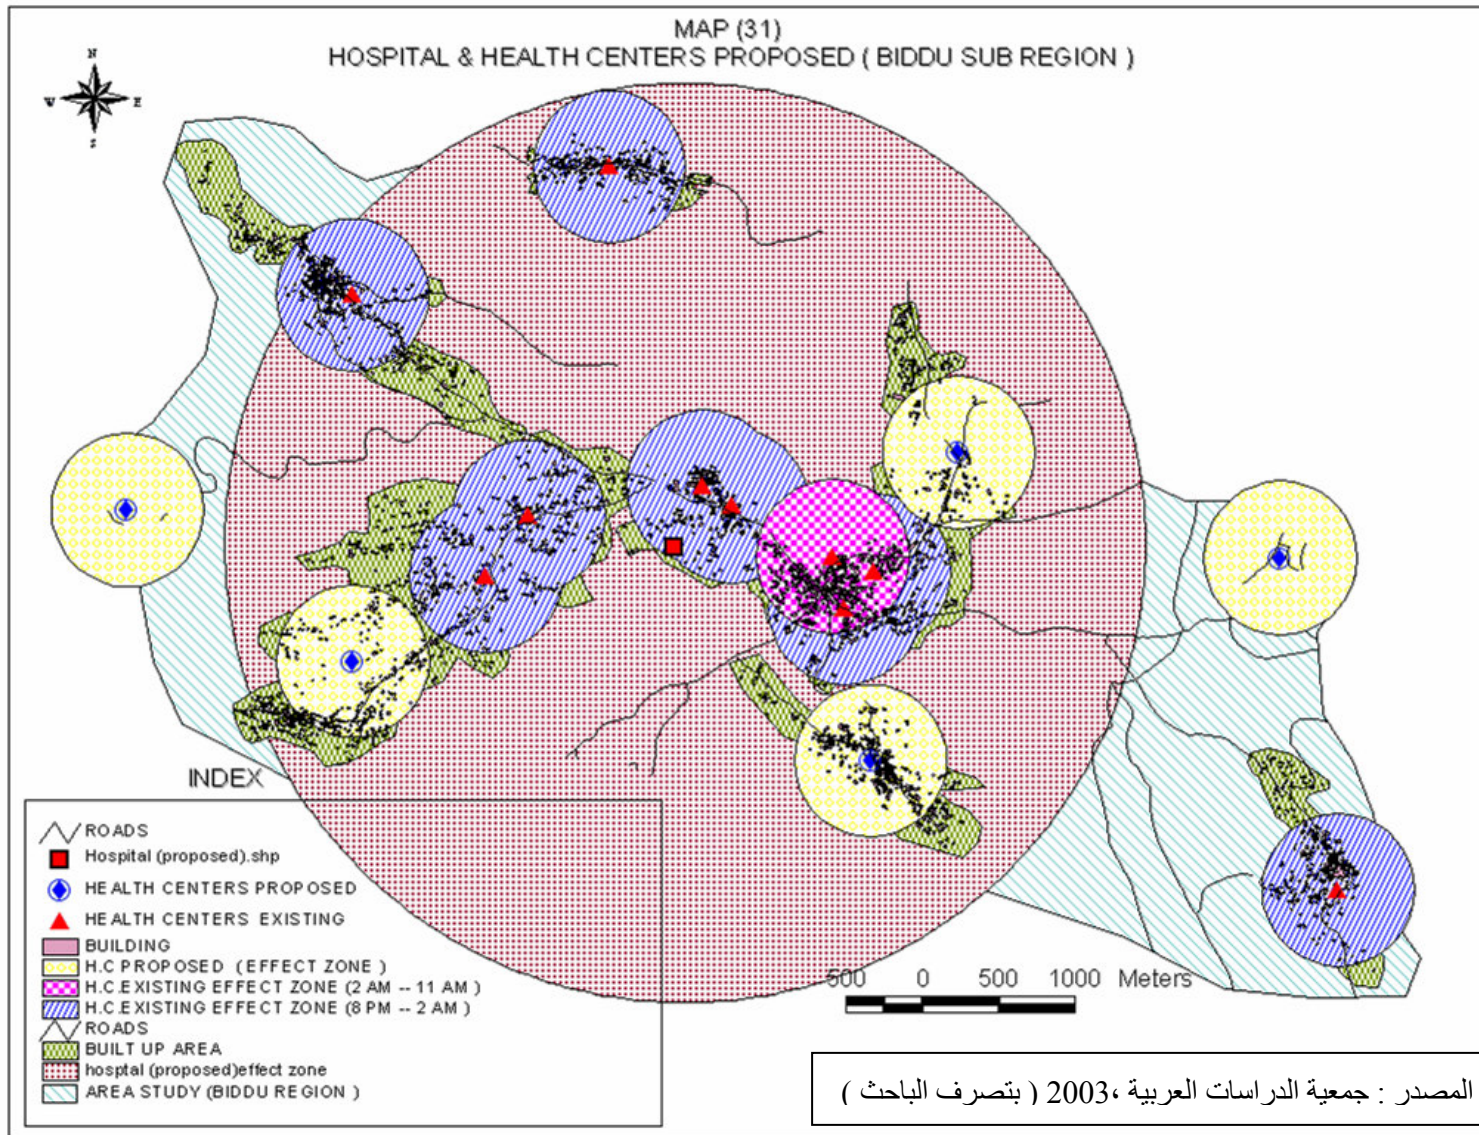 MAP (31)
HOSPITAL & HEALTH CENTERS PROPOSED ( BIDDU SUB REGION )
N
W E
S
INDEX
ROADS
Hospital (proposed).shp
HEALTH CENTERS PROPOSED
HEALTH CENTERS EXISTING
BUILDING
H.C PROPOSED ( EFFECT ZONE )
H.C.EXISTING EFFECT ZONE (2 AM -- 11 AM )
H.C.EXISTING EFFECT ZONE (8 PM -- 2 AM )
ROADS
BUILT UP AREA
hosptal (proposed)effect zone
AREA STUDY (BIDDU REGION )
500 0 500 1000 Meters
المصدر : جمعية الدراسات العربية ،2003 ( بتصرف الباحث )